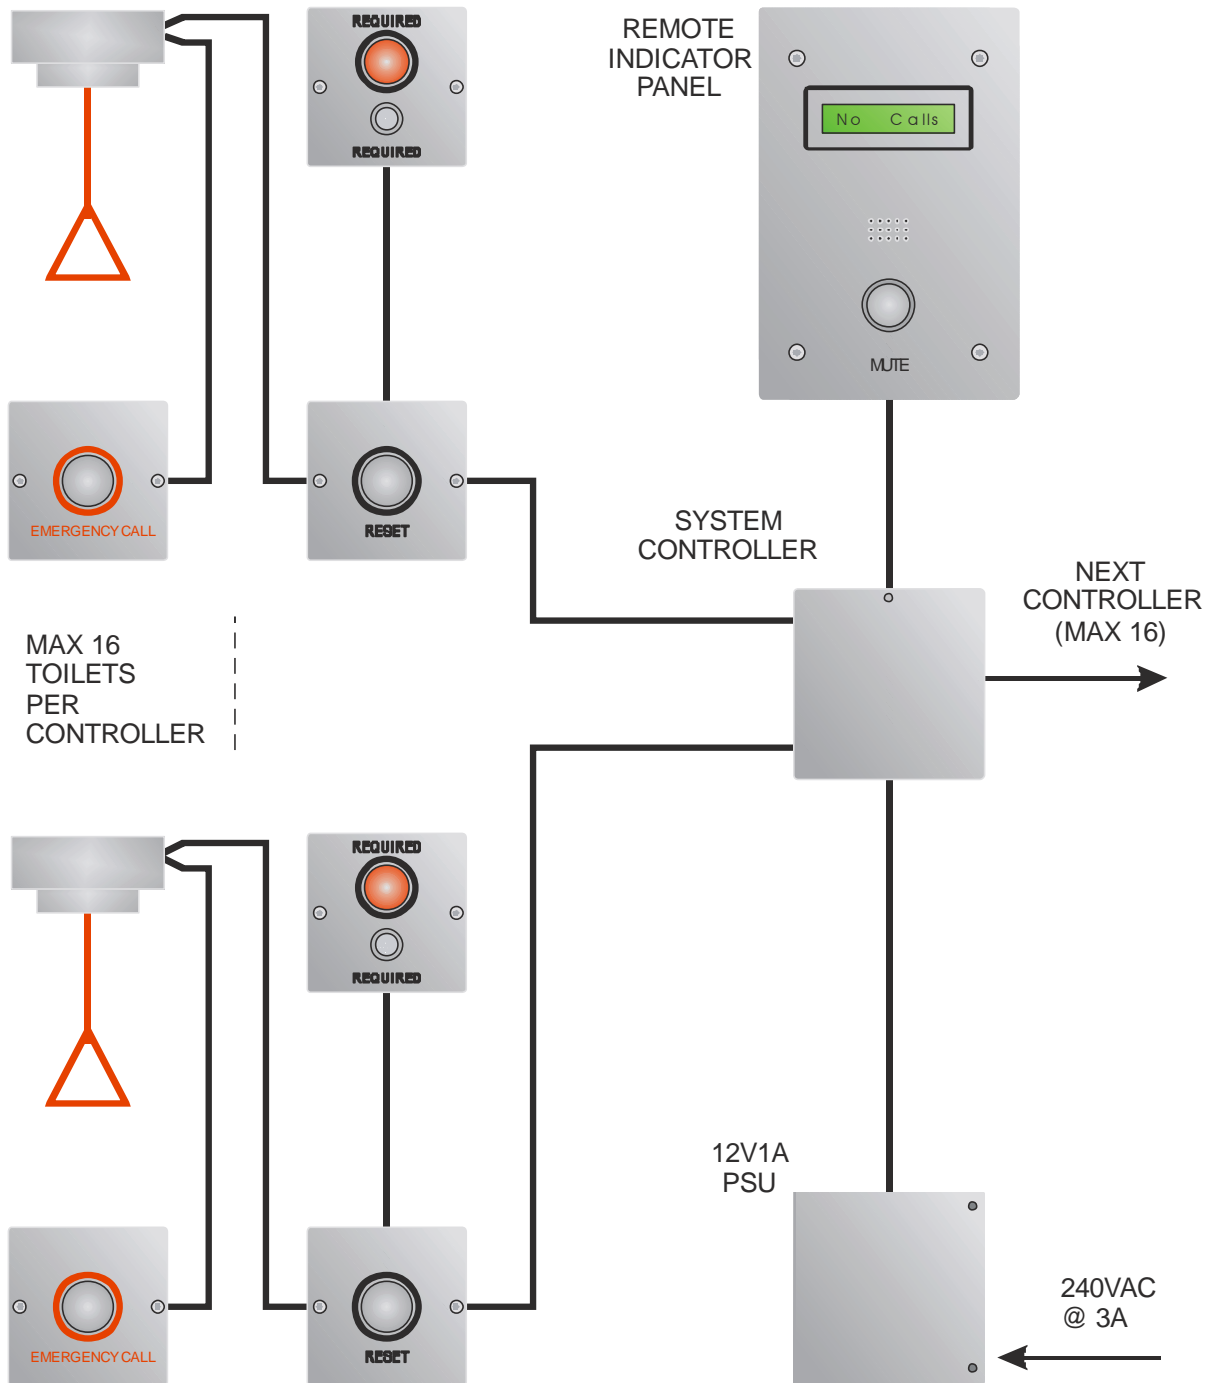 REQUIRED
REQUIRED
REMOTE
INDICATOR
PANEL
No Calls
MUTE
EMERGENCY CALL
RESET
SYSTEM
CONTROLLER
NEXT
CONTROLLER
(MAX 16)
MAX 16
TOILETS
PER
CONTROLLER
REQUIRED
REQUIRED
12V1A
PSU
EMERGENCY CALL
RESET
240VAC
@ 3A